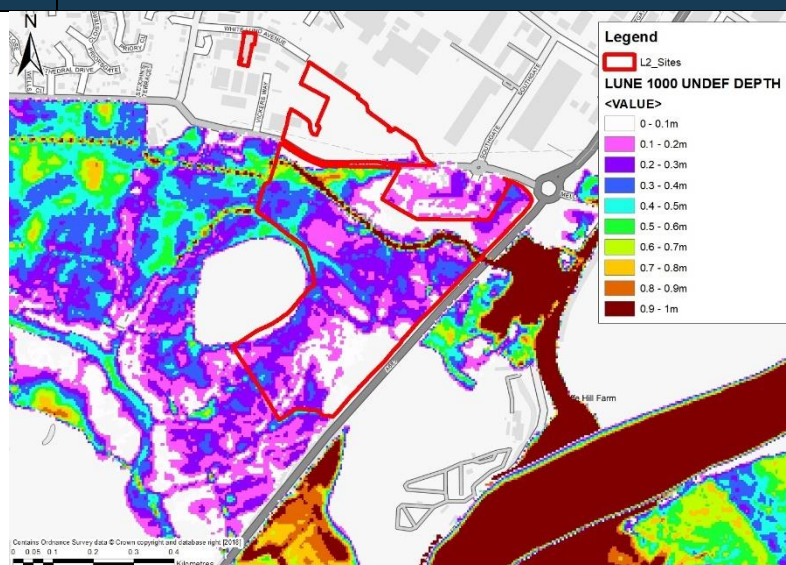 N
WHITE LUND AVENUE
PRIORY CL
VICKERS WAY
SOUTHGATE
SOUTHGATE
Hill Farm
Legend
L2_Sites
LUNE 1000 UNDEF DEPTH
<VALUE>
0 - 0.1m
0.1 - 0.2m
0.2 - 0.3m
0.3 - 0.4m
0.4 - 0.5m
0.5 - 0.6m
0.6 - 0.7m
0.7 - 0.8m
0.8 - 0.9m
0.9 - 1m
Contains Ordnance Survey data © Crown copyright and database right [2018]
0 0.05 0.1 0.2 0.3 0.4
Kilometres